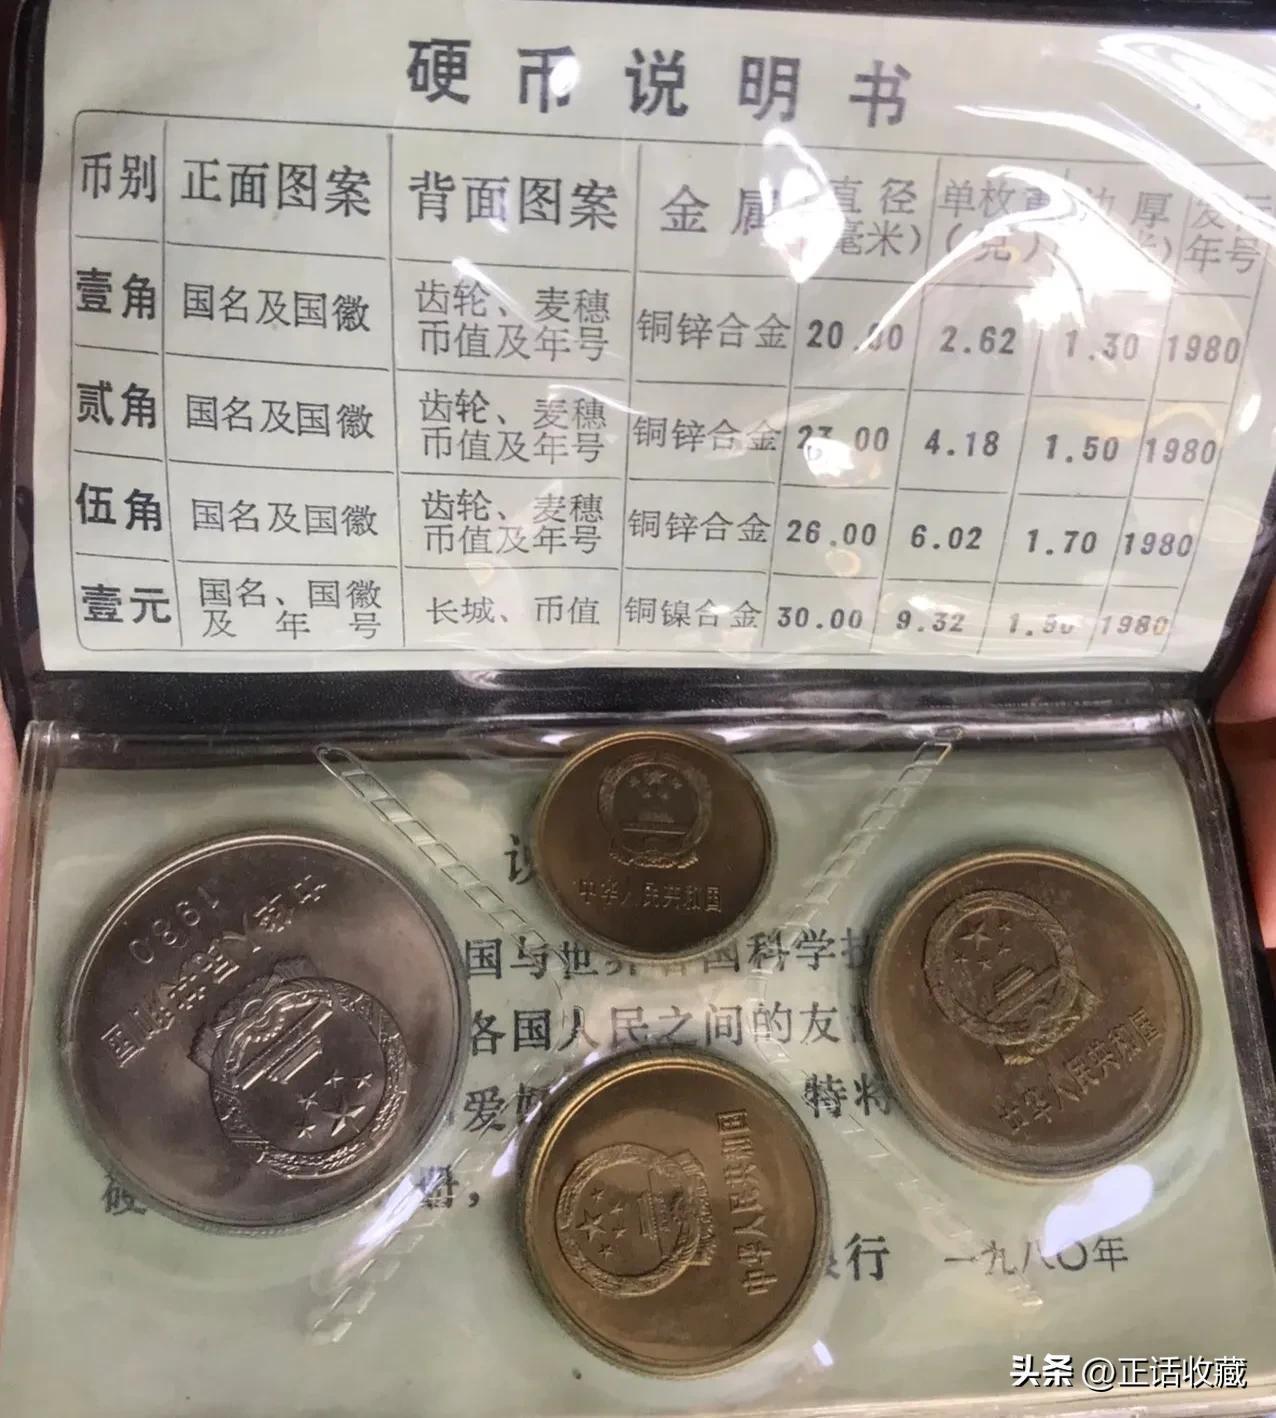 硬币说明书
币别 正面图案 背面图案 金属 直径 单枚 厚
毫米） （克） ） 年号
壹角 国名及国徽 齿轮、麦穗 铜锌合金 2.62 1.30 1980
币值及年号
贰角 国名及国徽 齿轮、麦穗 铜锌合金 23.00 4.18 1.50 1980
币值及年号
伍角 国名及国徽 齿轮、麦穗 铜锌合金 26.00 6.02 1.70 1980
币值及年号
壹元 国名、国徽 长城、币值 铜镍合金 30.00 9.32 1980
及年号
中华人民共和国
1980
中华人民共和国
中华人民共和国
中华人民共和国
国与世界各国科学技
各国人民之间的友
爱 特将
册，
行 一九八〇年
头条 @正话收藏